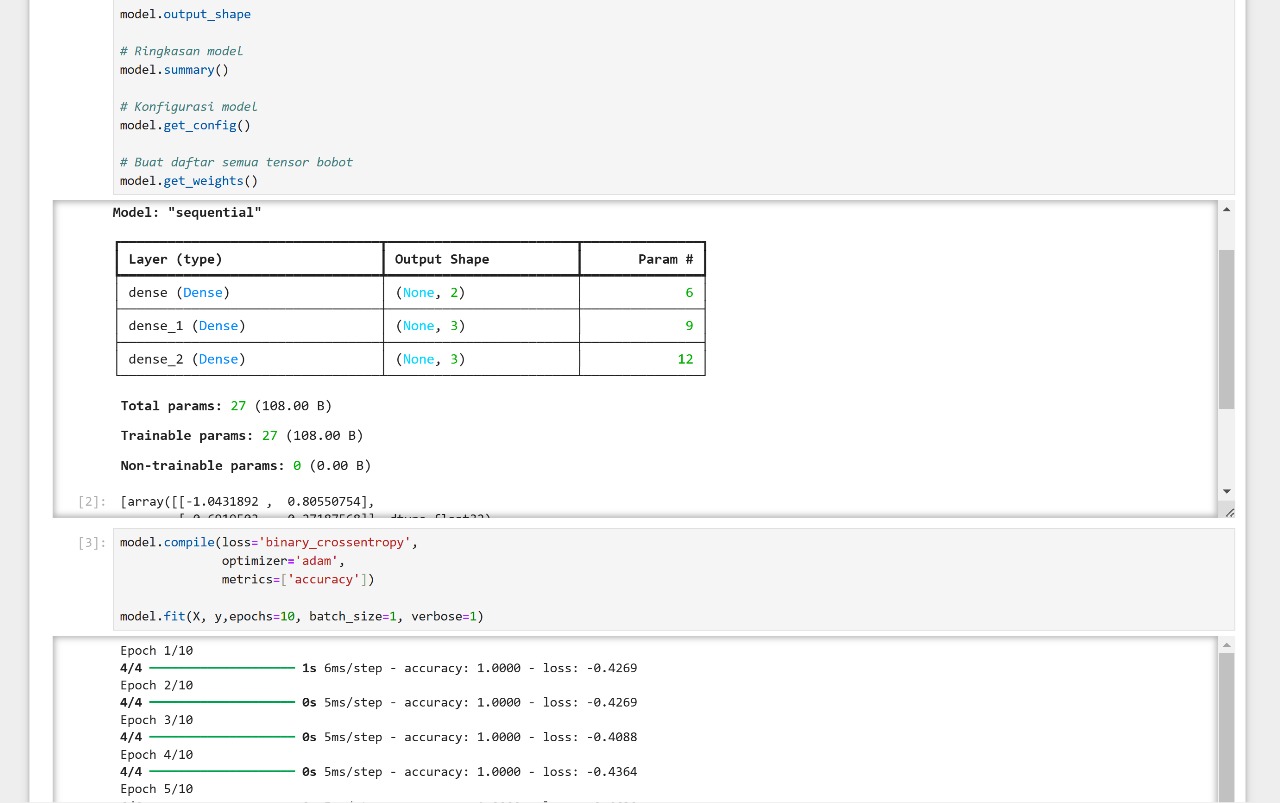 model.output_shape
# Ringkasan model
model.summary()
# Konfigurasi model
model.get_config()
# Buat daftar semua tensor bobot
model.get_weights()
Model: "sequential"
Layer (type) Output Shape Param #
dense (Dense) (None, 2) 6
dense_1 (Dense) (None, 3) 9
dense_2 (Dense) (None, 3) 12
Total params: 27 (108.00 B)
Trainable params: 27 (108.00 B)
Non-trainable params: 0 (0.00 B)
[2]: [array([[-1.0431892 , 0.80550754],
[3]: model.compile(loss='binary_crossentropy',
optimizer='adam',
metrics=['accuracy'])
model.fit(X, y,epochs=10, batch_size=1, verbose=1)
Epoch 1/10
4/4 1s 6ms/step - accuracy: 1.0000 - loss: -0.4269
Epoch 2/10
4/4 0s 5ms/step - accuracy: 1.0000 - loss: -0.4269
Epoch 3/10
4/4 0s 5ms/step - accuracy: 1.0000 - loss: -0.4088
Epoch 4/10
4/4 0s 5ms/step - accuracy: 1.0000 - loss: -0.4364
Epoch 5/10